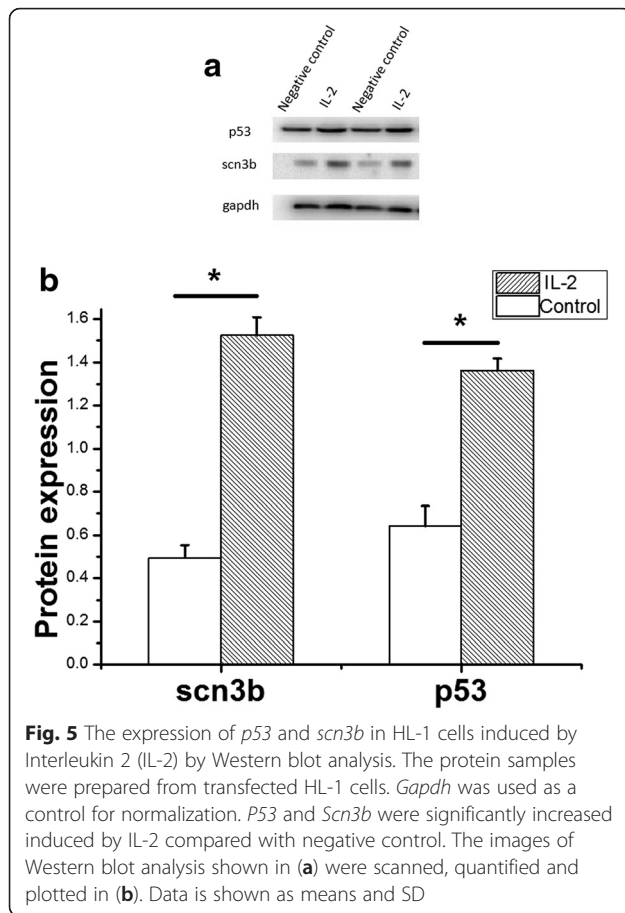 a
Negative control
IL-2
Negative control
IL-2
p53
scn3b
gapdh
b
*
*
IL-2
Control
Protein expression
1.6
1.4
1.2
1.0
0.8
0.6
0.4
0.2
0.0
scn3b
p53
Fig. 5 The expression of p53 and scn3b in HL-1 cells induced by
Interleukin 2 (IL-2) by Western blot analysis. The protein samples
were prepared from transfected HL-1 cells. Gapdh was used as a
control for normalization. P53 and Scn3b were significantly increased
induced by IL-2 compared with negative control. The images of
Western blot analysis shown in (a) were scanned, quantified and
plotted in (b). Data is shown as means and SD